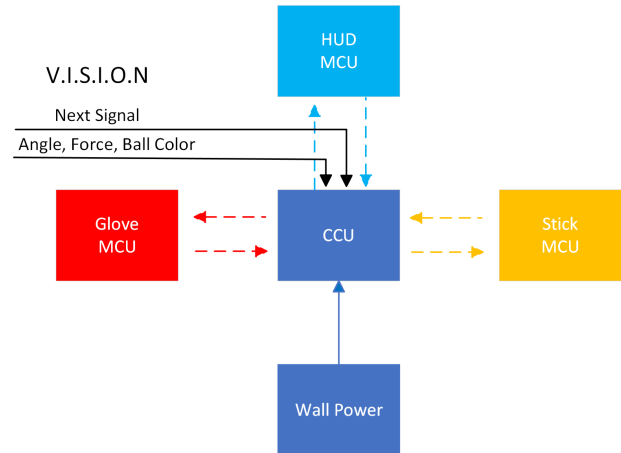 HUD
MCU
V.I.S.I.O.N
Next Signal
Angle, Force, Ball Color
Glove
MCU
CCU
Stick
MCU
Wall Power